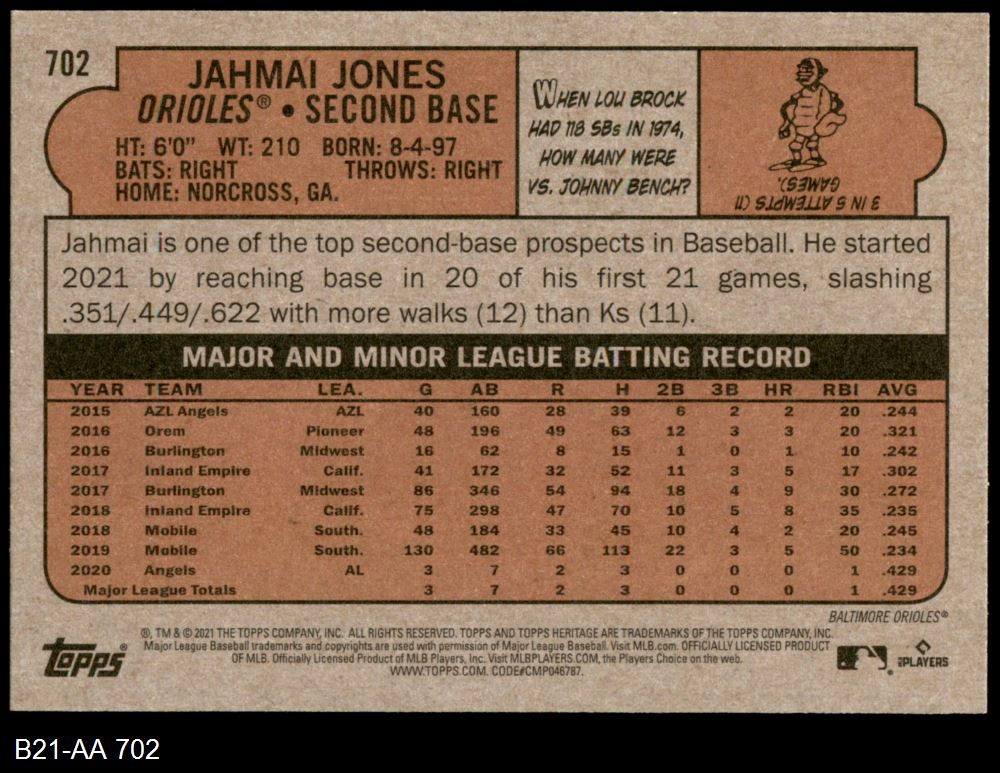 702
JAHMAI JONES
ORIOLES® • SECOND BASE
HT: 6'0" WT: 210 BORN: 8-4-97
BATS: RIGHT THROWS: RIGHT
HOME: NORCROSS, GA.
WHEN LOU BROCK
HAD 118 SBs IN 1974,
HOW MANY WERE
VS. JOHNNY BENCH?
3 IN 5 ATTEMPTS (11
GAMES).
Jahmai is one of the top second-base prospects in Baseball. He started
2021 by reaching base in 20 of his first 21 games, slashing
.351/.449/.622 with more walks (12) than Ks (11).
MAJOR AND MINOR LEAGUE BATTING RECORD
YEAR TEAM LEA. G AB R H 2B 3B HR RBI AVG
2015 AZL Angels AZL 40 160 28 39 6 2 2 20 .244
2016 Orem Pioneer 48 196 49 63 12 3 3 20 .321
2016 Burlington Midwest 16 62 8 15 1 0 1 10 .242
2017 Inland Empire Calif. 41 172 32 52 11 3 5 17 .302
2017 Burlington Midwest 86 346 54 94 18 4 9 30 .272
2018 Inland Empire Calif. 75 298 47 70 10 5 8 35 .235
2018 Mobile South. 48 184 33 45 10 4 2 20 .245
2019 Mobile South. 130 482 66 113 22 3 5 50 .234
2020 Angels AL 3 7 2 3 0 0 0 1 .429
Major League Totals 3 7 2 3 0 0 0 1 .429
BALTIMORE ORIOLES®
®, TM & © 2021 THE TOPPS COMPANY, INC. ALL RIGHTS RESERVED. TOPPS AND TOPPS HERITAGE ARE TRADEMARKS OF THE TOPPS COMPANY, INC.
Major League Baseball trademarks and copyrights are used with permission of Major League Baseball. Visit MLB.com. OFFICIALLY LICENSED PRODUCT
OF MLB. Officially Licensed Product of MLB Players, Inc. Visit MLBPLAYERS.COM, the Players Choice on the web.
WWW.TOPPS.COM. CODE#CMP046787.
topps®
MLB PLAYERS
B21-AA 702